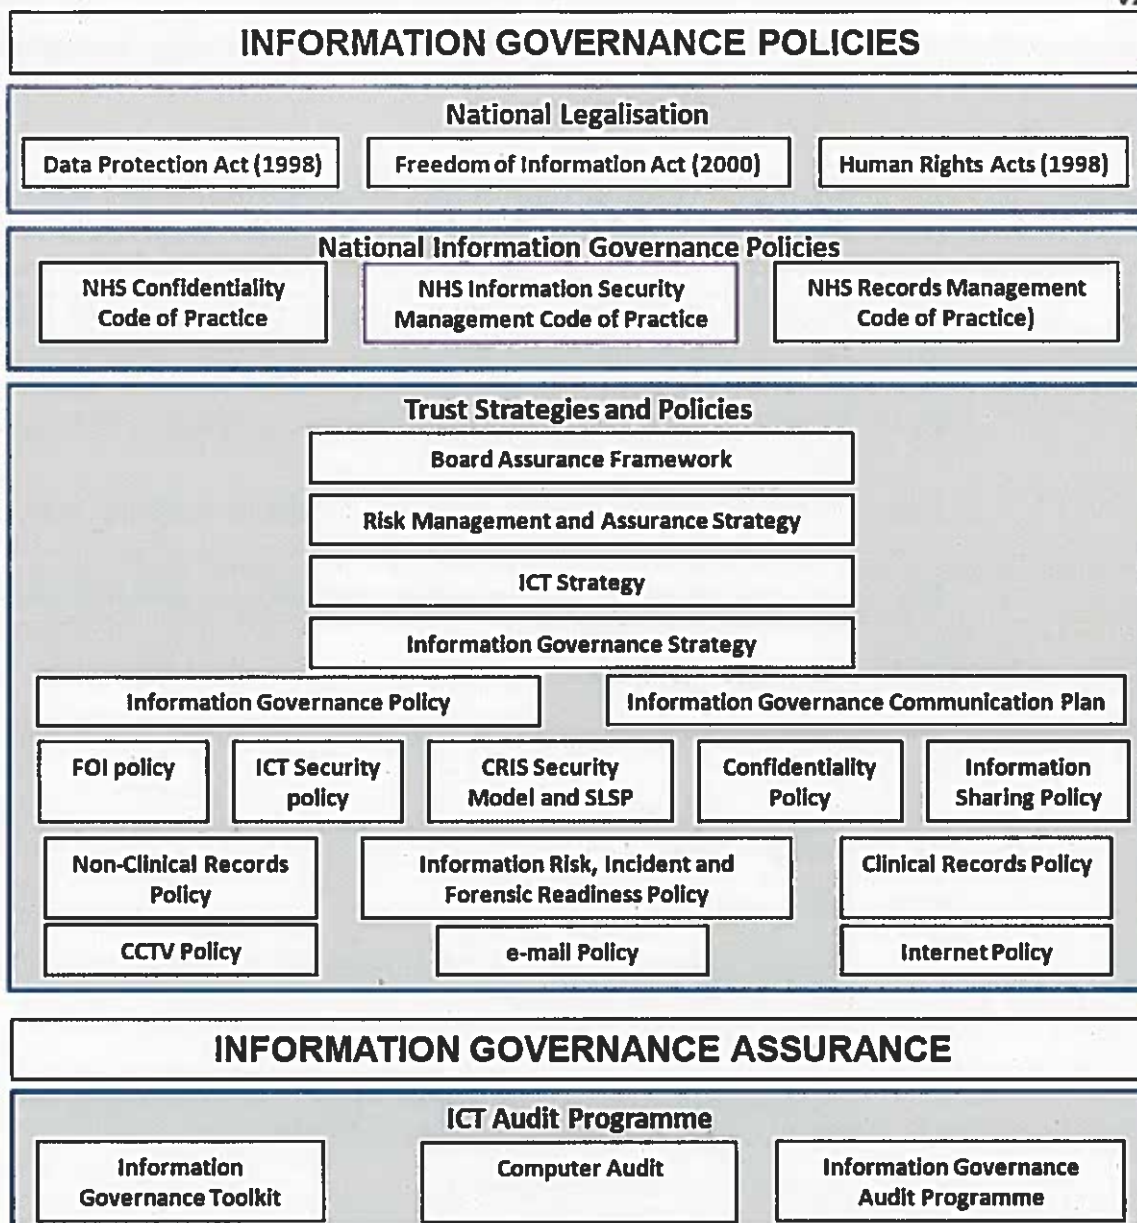 INFORMATION GOVERNANCE POLICIES
National Legalisation
Data Protection Act (1998)
Freedom of Information Act (2000)
Human Rights Acts (1998)
National Information Governance Policies
NHS Confidentiality
Code of Practice
NHS Information Security
Management Code of Practice
NHS Records Management
Code of Practice)
Trust Strategies and Policies
Board Assurance Framework
Risk Management and Assurance Strategy
ICT Strategy
Information Governance Strategy
Information Governance Policy
Information Governance Communication Plan
FOI policy
ICT Security
policy
CRIS Security
Model and SLSP
Confidentiality
Policy
Information
Sharing Policy
Non-Clinical Records
Policy
Information Risk, Incident and
Forensic Readiness Policy
Clinical Records Policy
CCTV Policy
e-mail Policy
Internet Policy
INFORMATION GOVERNANCE ASSURANCE
ICT Audit Programme
Information
Governance Toolkit
Computer Audit
Information Governance
Audit Programme